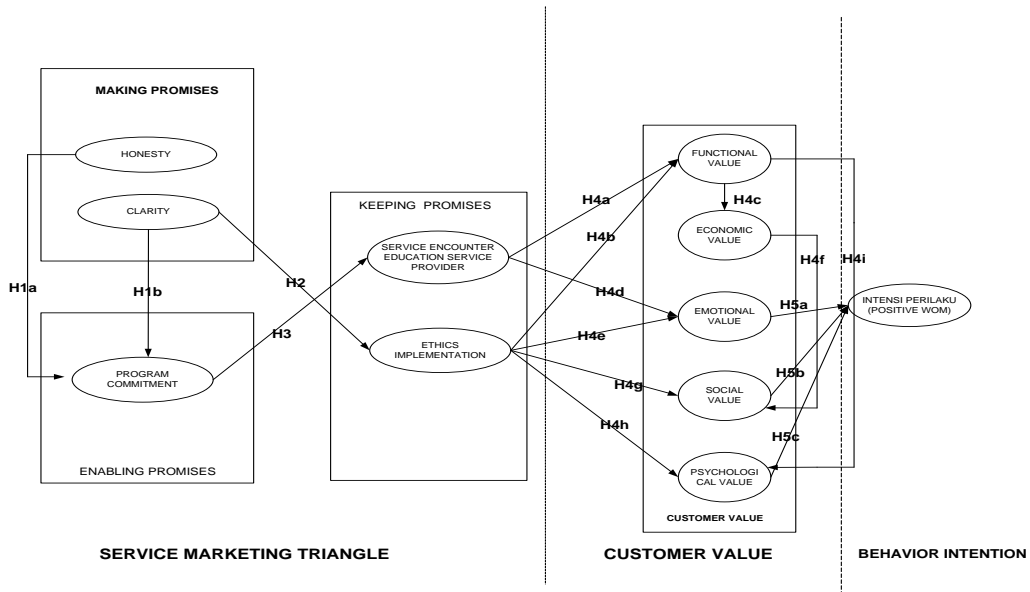 MAKING PROMISES
HONESTY
CLARITY
H1a
H1b
H2
H3
PROGRAM
COMMITMENT
ENABLING PROMISES
KEEPING PROMISES
SERVICE ENCOUNTER
EDUCATION SERVICE
PROVIDER
ETHICS
IMPLEMENTATION
H4a
H4b
H4d
H4e
H4g
H4h
FUNCTIONAL
VALUE
H4c
ECONOMIC
VALUE
H4f
H4i
EMOTIONAL
VALUE
H5a
SOCIAL
VALUE
H5b
H5c
PSYCHOLOGI
CAL VALUE
CUSTOMER VALUE
INTENSI PERILAKU
(POSITIVE WOM)
SERVICE MARKETING TRIANGLE
CUSTOMER VALUE
BEHAVIOR INTENTION